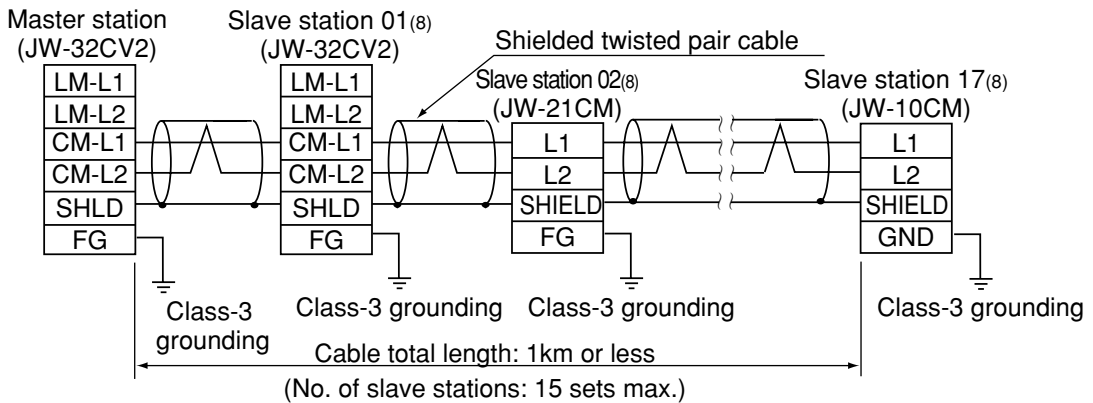 Master station
(JW-32CV2)
LM-L1
LM-L2
CM-L1
CM-L2
SHLD
FG
Class-3
grounding
Slave station 01(8)
(JW-32CV2)
LM-L1
LM-L2
CM-L1
CM-L2
SHLD
FG
Class-3 grounding
Shielded twisted pair cable
Slave station 02(8)
(JW-21CM)
L1
L2
SHIELD
FG
Class-3 grounding
Slave station 17(8)
(JW-10CM)
L1
L2
SHIELD
GND
Class-3 grounding
Cable total length: 1km or less
(No. of slave stations: 15 sets max.)